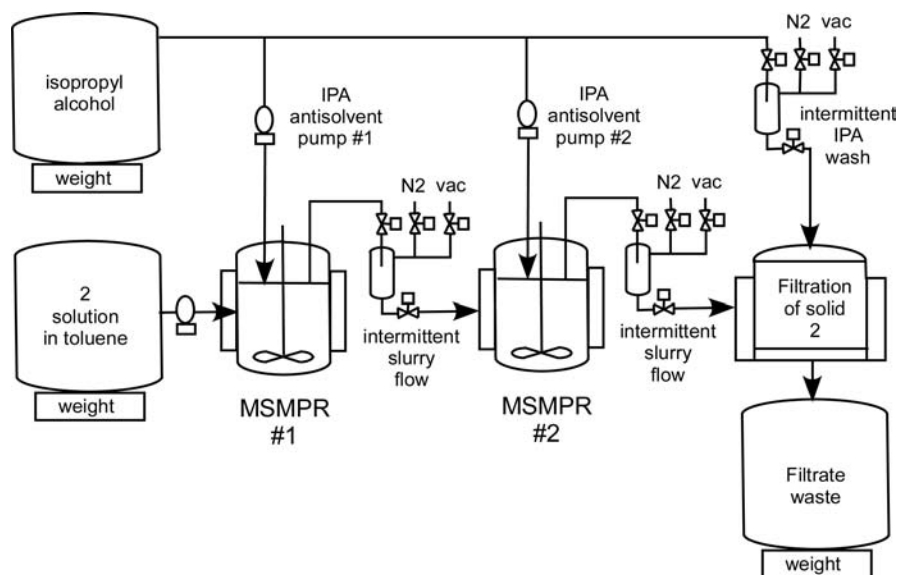 isopropyl
alcohol
weight
IPA
antisolvent
pump #1
IPA
antisolvent
pump #2
N2 vac
intermittent
IPA
wash
N2 vac
N2 vac
2
solution
in toluene
weight
intermittent
slurry
flow
intermittent
slurry
flow
Filtration
of solid
2
MSMPR
#1
MSMPR
#2
Filtrate
waste
weight